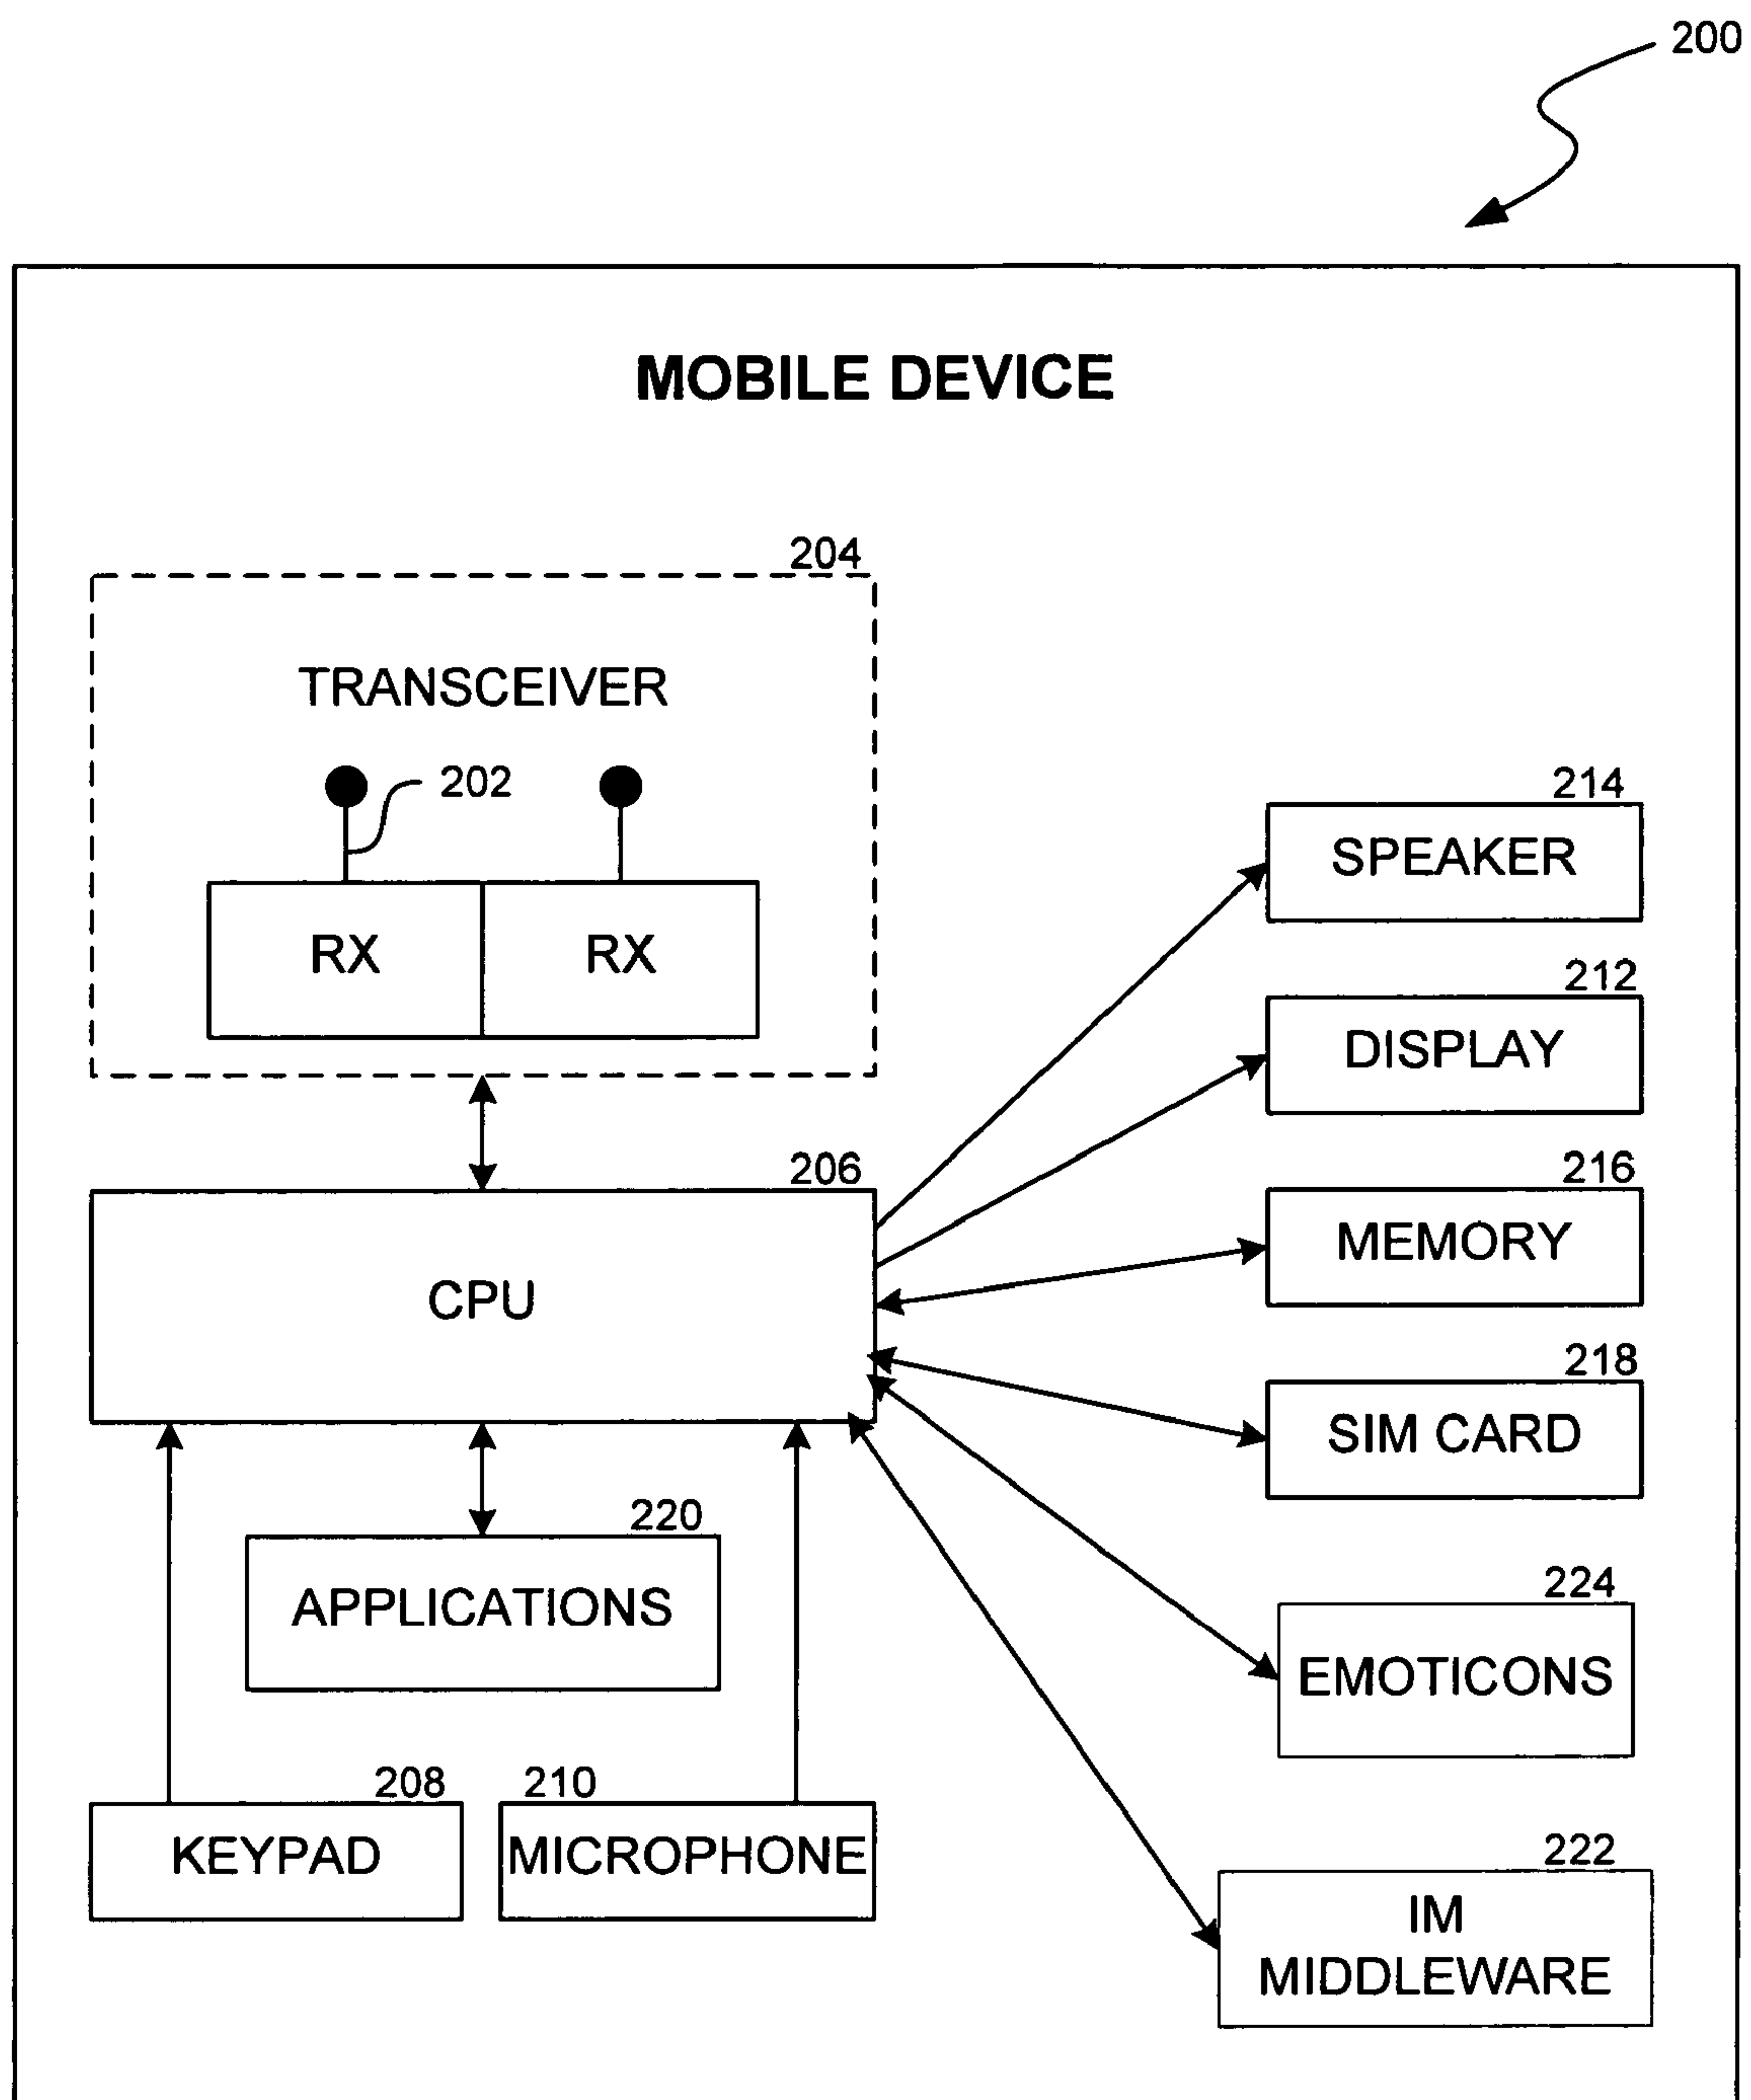 200
MOBILE DEVICE
204
TRANSCEIVER
202
RX
RX
214
SPEAKER
212
DISPLAY
206
CPU
216
MEMORY
218
SIM CARD
220
APPLICATIONS
224
EMOTICONS
208
KEYPAD
210
MICROPHONE
222
IM
MIDDLEWARE